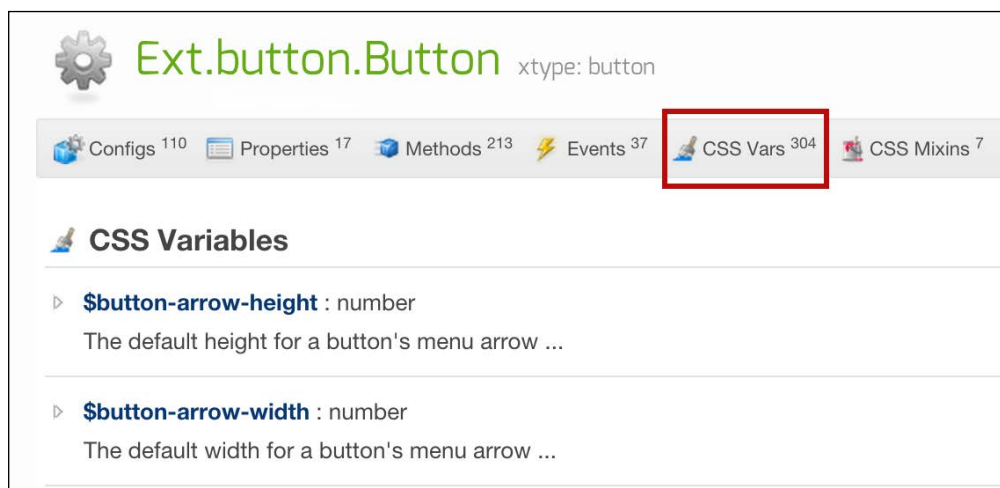 Ext.button.Button xtype: button
Configs 110 Properties 17 Methods 213 Events 37 CSS Vars 304 CSS Mixins 7
CSS Variables
$button-arrow-height : number
The default height for a button's menu arrow ...
$button-arrow-width : number
The default width for a button's menu arrow ...